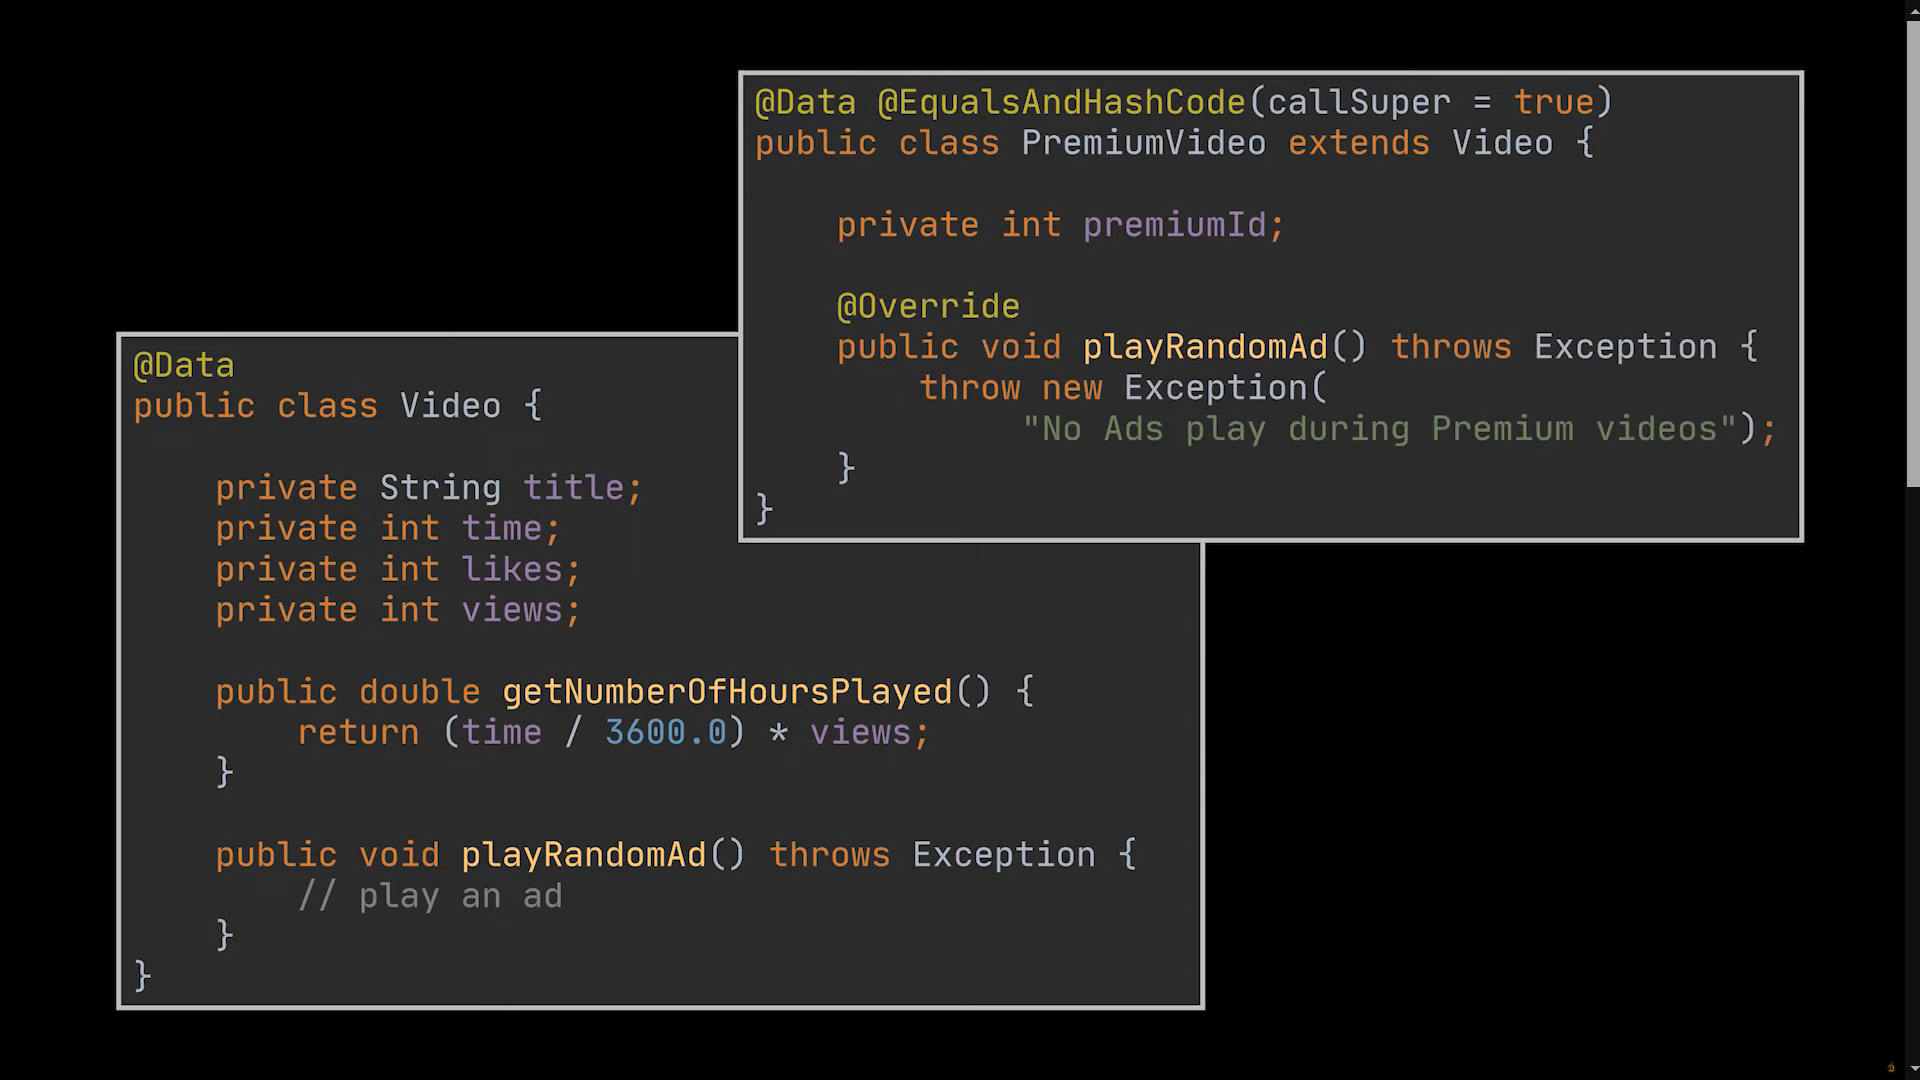 @Data @EqualsAndHashCode(callSuper = true)
public class PremiumVideo extends Video {
private int premiumId;
@Override
public void playRandomAd() throws Exception {
throw new Exception(
"No Ads play during Premium videos");
}
}
@Data
public class Video {
private String title;
private int time;
private int likes;
private int views;
public double getNumberOfHoursPlayed() {
return (time / 3600.0) * views;
}
public void playRandomAd() throws Exception {
// play an ad
}
}